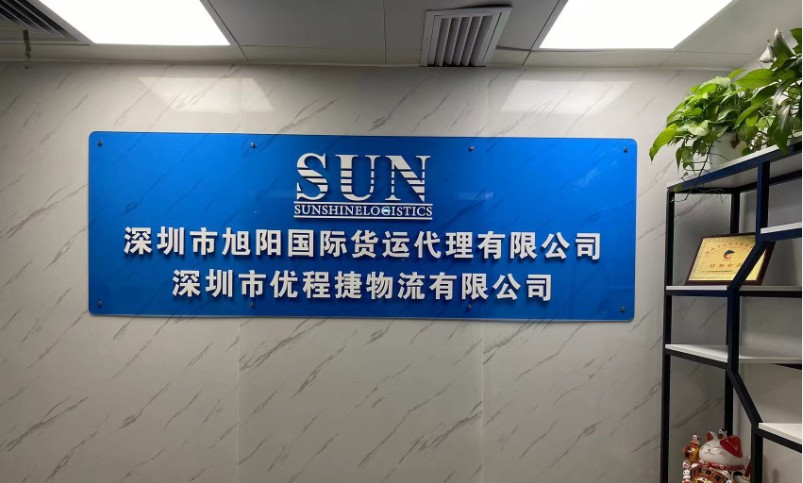 SUN
SUNSHINELOGISTICS
深圳市旭阳国际货运代理有限公司
深圳市优程捷物流有限公司